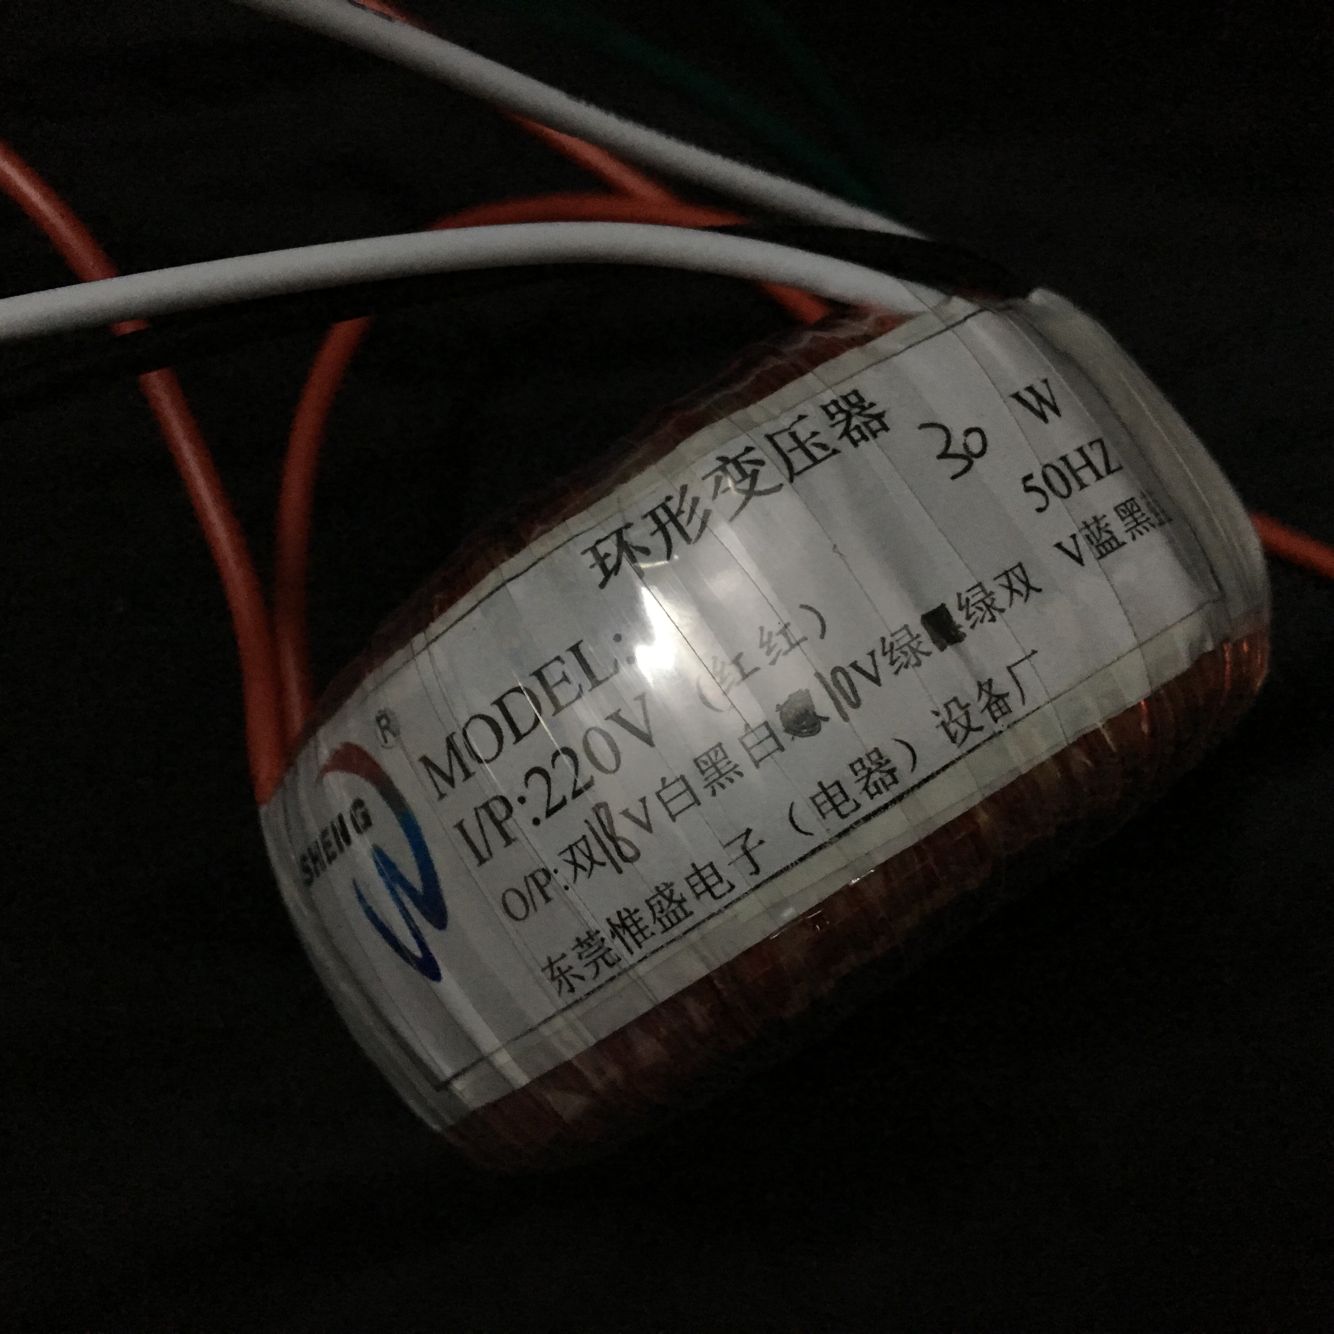 SHENG
®
环形变压器
MODEL: 30 W
I/P:220V (红红) 50HZ
O/P:双18V白黑白 10V绿 绿双 V蓝黑
东莞惟盛电子(电器)设备厂